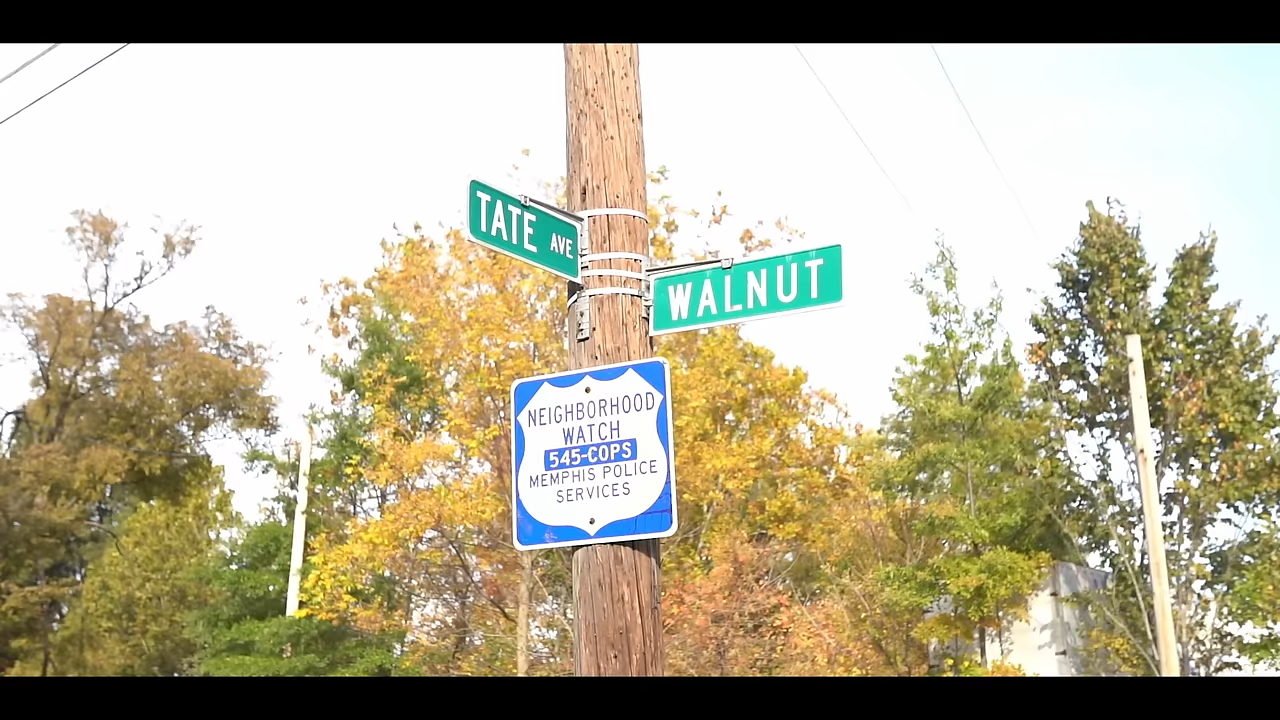 TATE AVE
WALNUT
NEIGHBORHOOD
WATCH
545-COPS
MEMPHIS POLICE
SERVICES